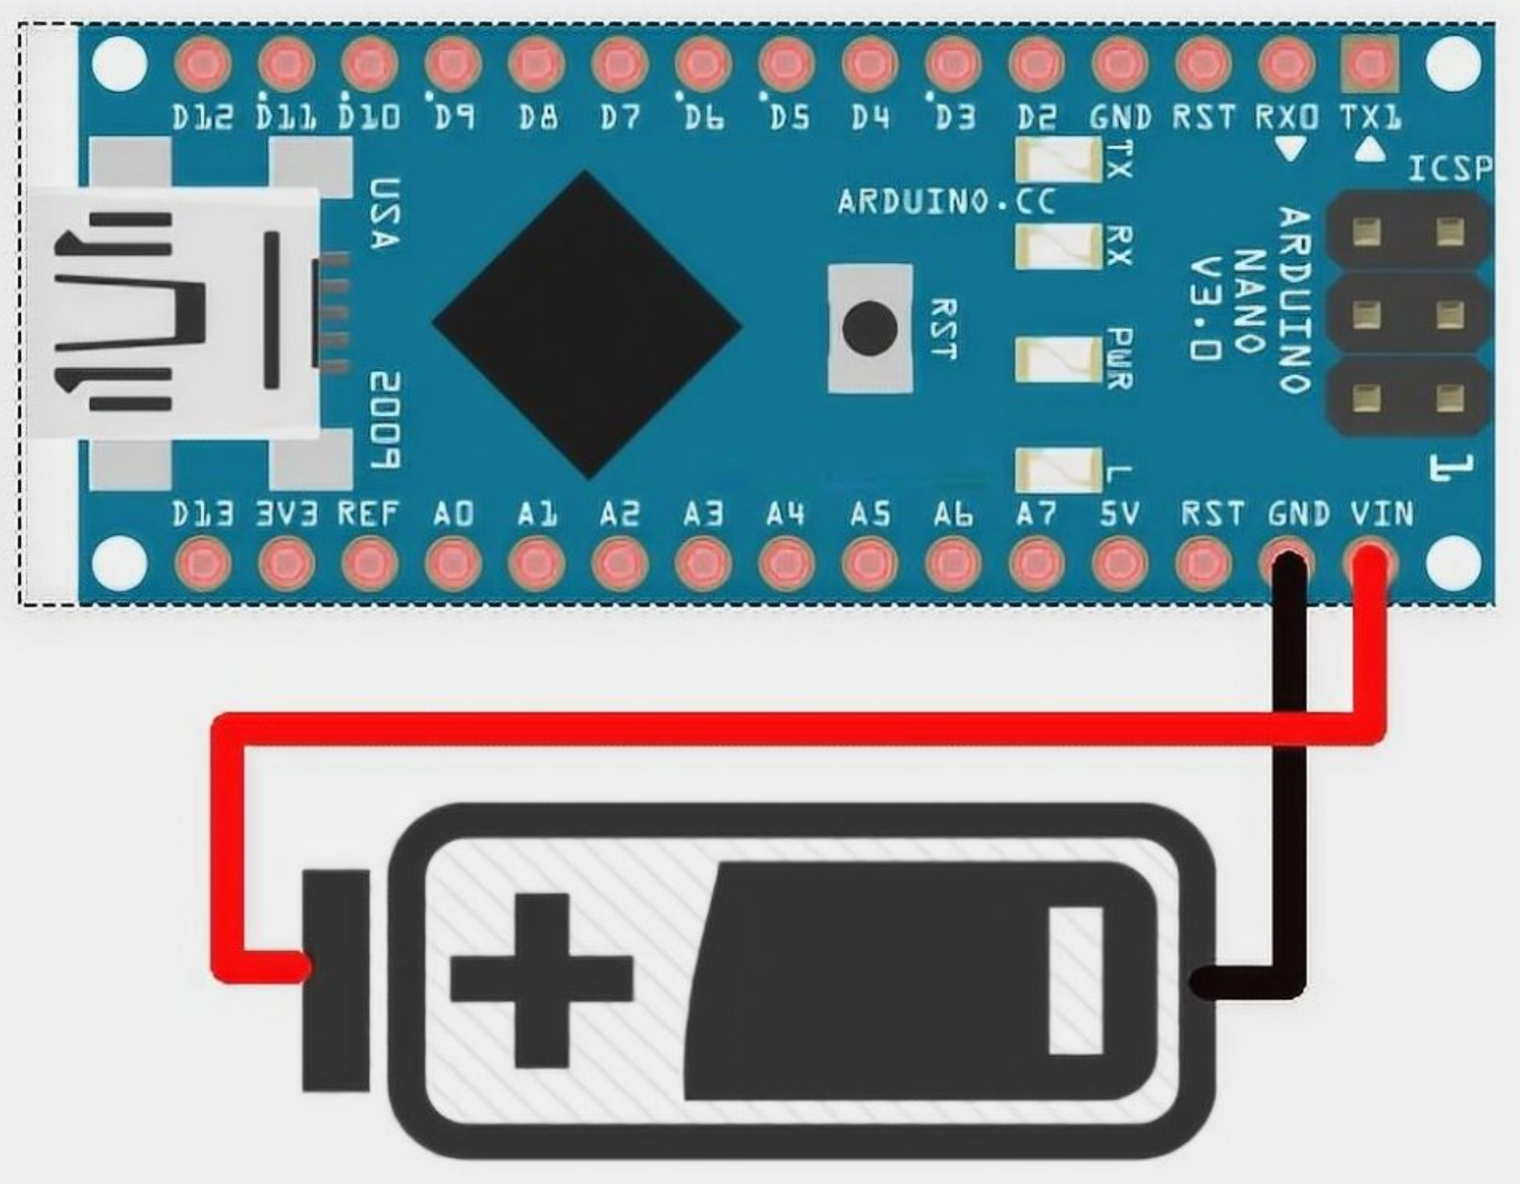 D12 D11 D10 D9 D8 D7 D6 D5 D4 D3 D2 GND RST RX0 TX1
ICSP
USA
2009
ARDUINO.CC
RST
TX
RX
PWR
L
ARDUINO
NANO
V3.0
1
D13 3V3 REF A0 A1 A2 A3 A4 A5 A6 A7 5V RST GND VIN